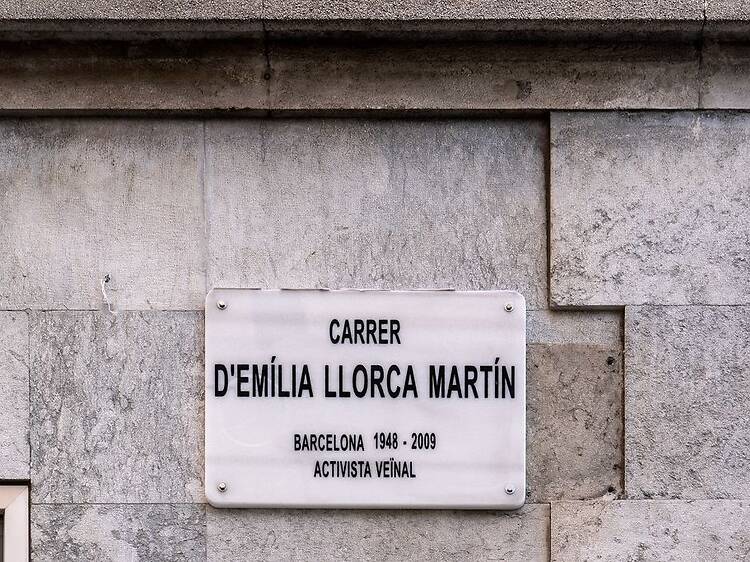 CARRER
D'EMÍLIA LLORCA MARTÍN
BARCELONA 1948 - 2009
ACTIVISTA VEÏNAL